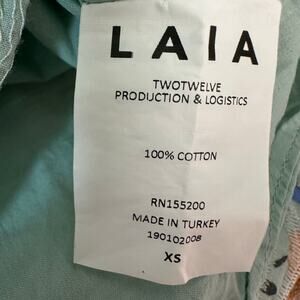 LAIA
TWOTWELVE
PRODUCTION & LOGISTICS
100% COTTON
RN155200
MADE IN TURKEY
190102008
XS